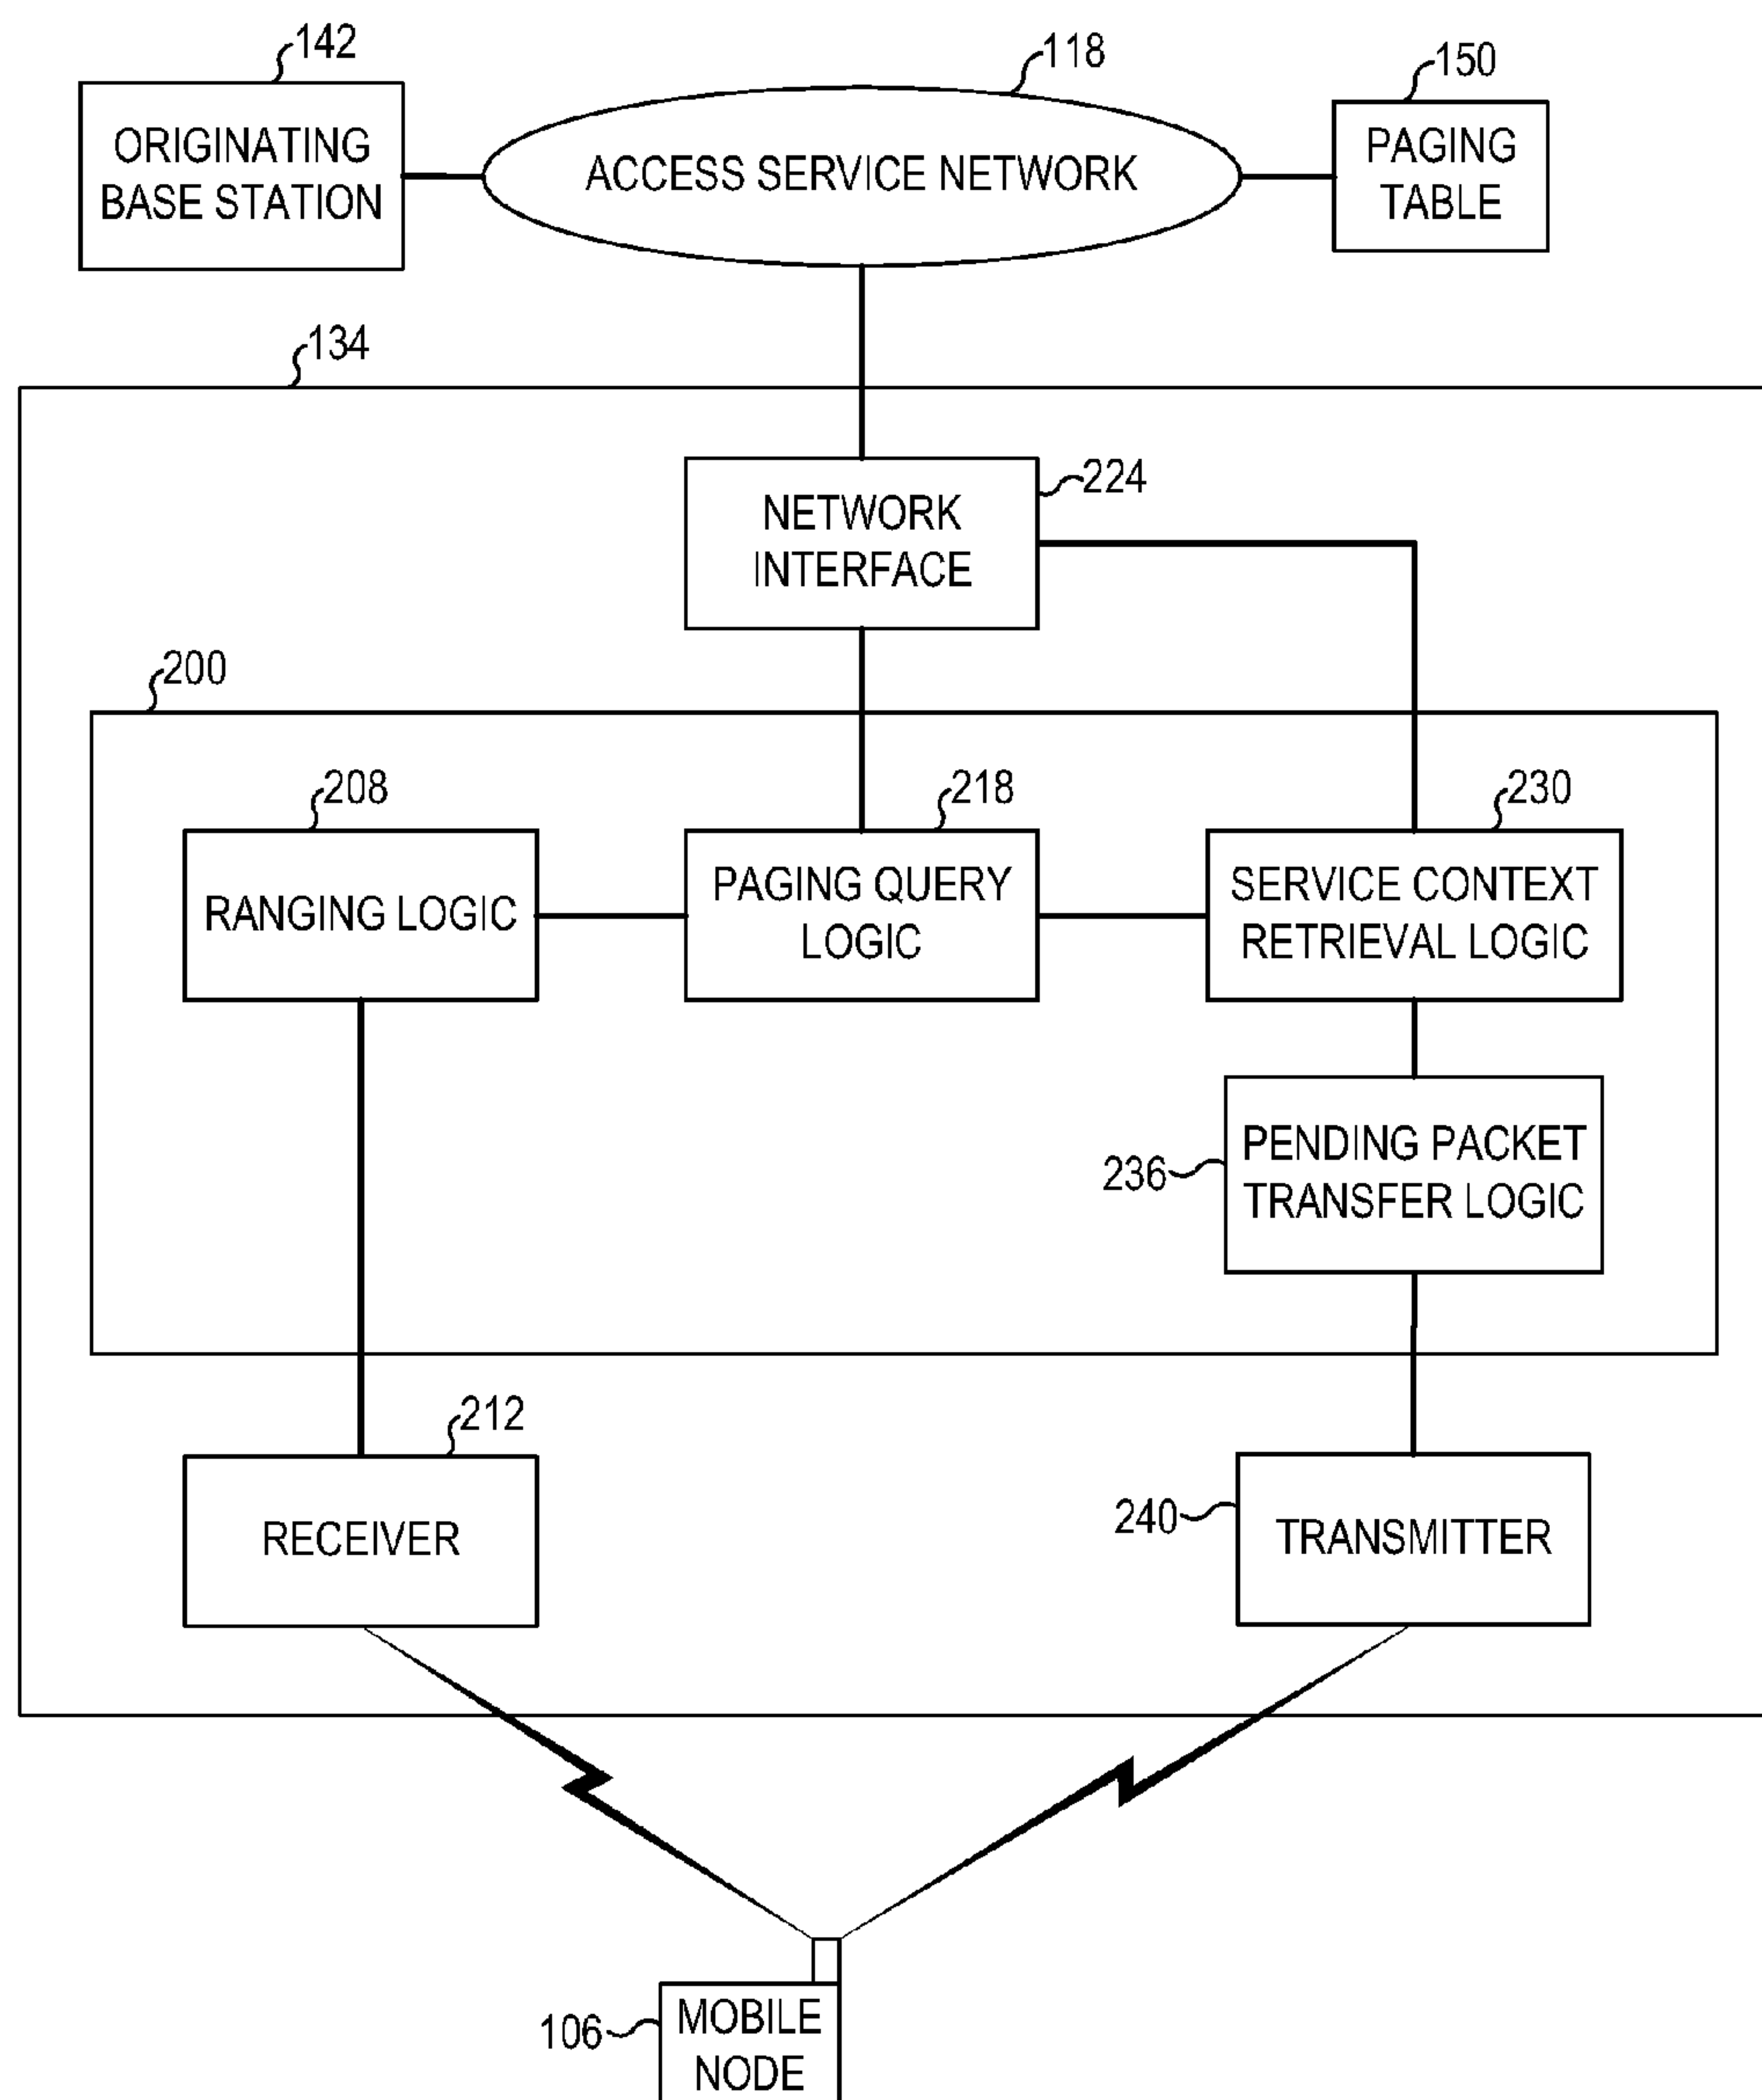 142
118
150
ORIGINATING
BASE STATION
ACCESS SERVICE NETWORK
PAGING
TABLE
134
224
NETWORK
INTERFACE
200
208
218
230
RANGING LOGIC
PAGING QUERY
LOGIC
SERVICE CONTEXT
RETRIEVAL LOGIC
236
PENDING PACKET
TRANSFER LOGIC
212
RECEIVER
240
TRANSMITTER
106
MOBILE
NODE